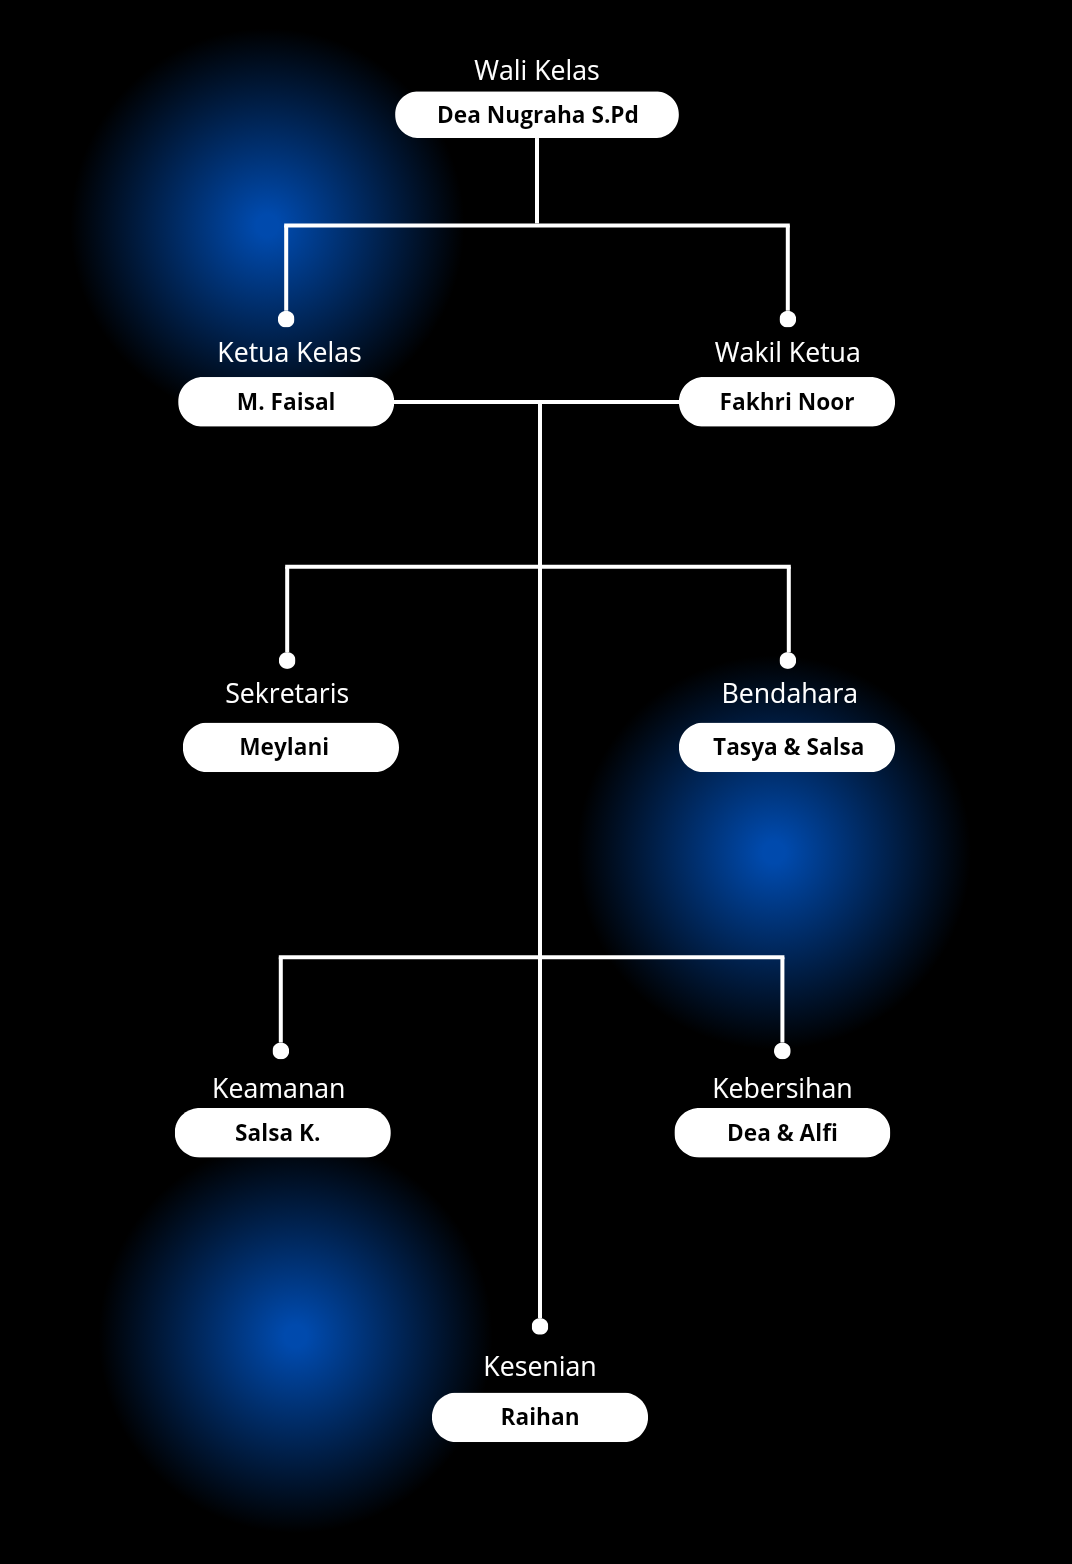 Wali Kelas
Dea Nugraha S.Pd
Ketua Kelas
M. Faisal
Wakil Ketua
Fakhri Noor
Sekretaris
Meylani
Bendahara
Tasya & Salsa
Keamanan
Salsa K.
Kebersihan
Dea & Alfi
Kesenian
Raihan